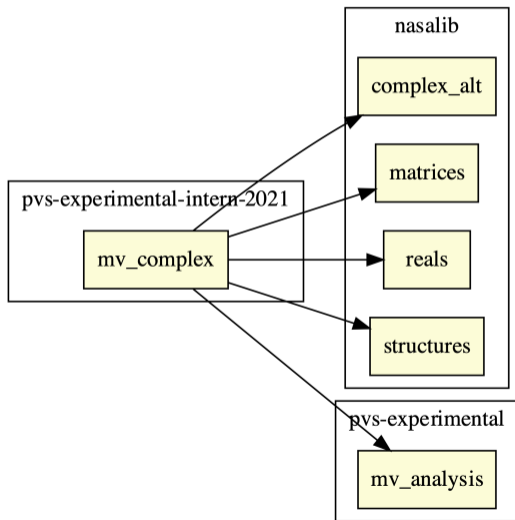 nasalib
complex_alt
matrices
pvs-experimental-intern-2021
mv_complex
reals
structures
pvs-experimental
mv_analysis